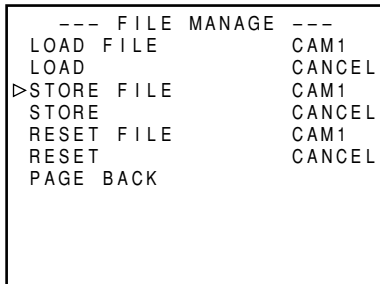 --- FILE MANAGE ---
LOAD FILE CAM1
LOAD CANCEL
▷STORE FILE CAM1
STORE CANCEL
RESET FILE CAM1
RESET CANCEL
PAGE BACK